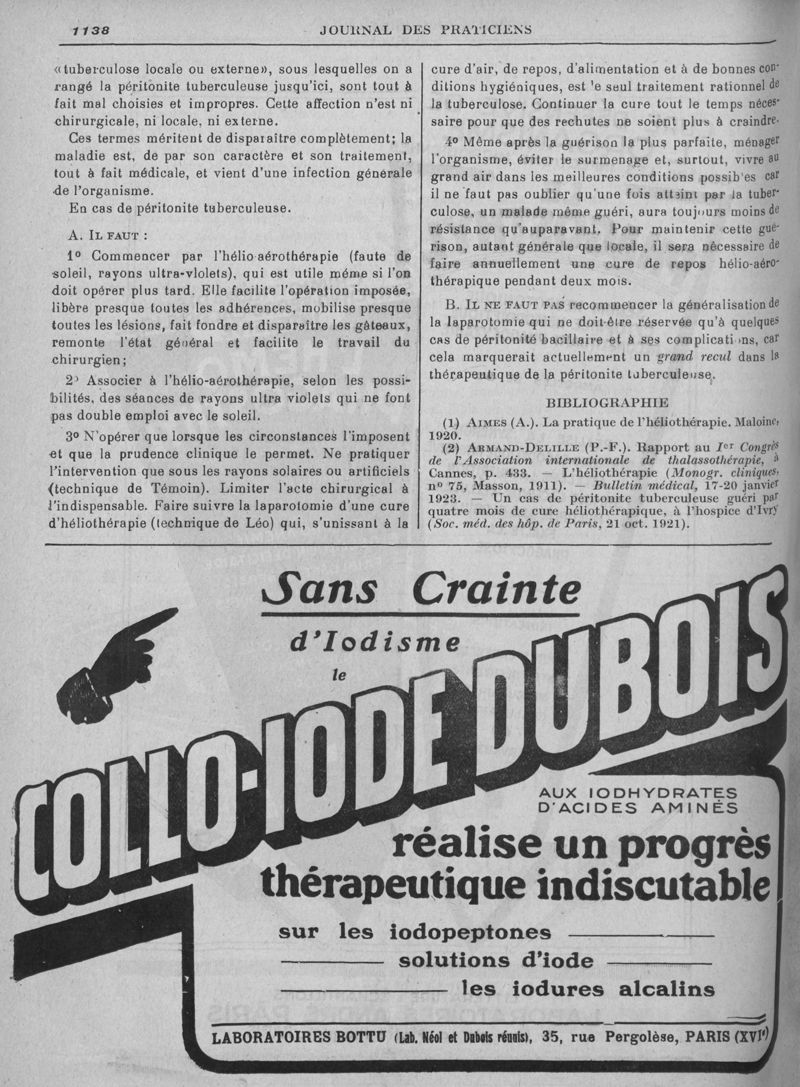 1138
JOURNAL DES PRATICIENS
«tuberculose locale ou externe», sous lesquelles on a
rangé la péritonite tuberculeuse jusqu'ici, sont tout à
fait mal choisies et impropres. Cette affection n'est ni
chirurgicale, ni locale, ni externe.
Ces termes méritent de disparaître complètement; la
maladie est, de par son caractère et son traitement,
tout à fait médicale, et vient d'une infection générale
de l'organisme.
En cas de péritonite tuberculeuse.
A. IL FAUT :
1o Commencer par l'hélio-aérothérapie (faute de
soleil, rayons ultra-violets), qui est utile même si l'on
doit opérer plus tard. Elle facilite l'opération imposée,
libère presque toutes les adhérences, mobilise presque
toutes les lésions, fait fondre et disparaître les gâteaux,
remonte l'état général et facilite le travail du
chirurgien;
2o Associer à l'hélio-aérothérapie, selon les possi-
bilités, des séances de rayons ultra violets qui ne font
pas double emploi avec le soleil.
3o N'opérer que lorsque les circonstances l'imposent
et que la prudence clinique le permet. Ne pratiquer
l'intervention que sous les rayons solaires ou artificiels
(technique de Témoin). Limiter l'acte chirurgical à
l'indispensable. Faire suivre la laparotomie d'une cure
d'héliothérapie (technique de Léo) qui, s'unissant à la
cure d'air, de repos, d'alimentation et à de bonnes con-
ditions hygiéniques, est le seul traitement rationnel de
la tuberculose. Continuer la cure tout le temps néces-
saire pour que des rechutes ne soient plus à craindre.
4o Même après la guérison la plus parfaite, ménager
l'organisme, éviter le surmenage et, surtout, vivre au
grand air dans les meilleures conditions possibles car
il ne faut pas oublier qu'une fois atteint par la tuber-
culose, un malade même guéri, aura toujours moins de
résistance qu'auparavant. Pour maintenir cette gué-
rison, autant générale que locale, il sera nécessaire de
faire annuellement une cure de repos hélio-aéro-
thérapique pendant deux mois.
B. IL NE FAUT PAS recommencer la généralisation de
la laparotomie qui ne doit-être réservée qu'à quelques
cas de péritonité bacillaire et à ses complications, car
cela marquerait actuellement un grand recul dans la
thérapeutique de la péritonite tuberculeuse.
BIBLIOGRAPHIE
(1) AIMES (A.). La pratique de l'héliothérapie. Maloine,
1920.
(2) ARMAND-DELILLE (P.-F.). Rapport au Ier Congrès
de l'Association internationale de thalassothérapie, à
Cannes, p. 433. — L'héliothérapie (Monogr. cliniques,
no 75, Masson, 1911). — Bulletin médical, 17-20 janvier
1923. — Un cas de péritonite tuberculeuse guéri par
quatre mois de cure héliothérapique, à l'hospice d'Ivry
(Soc. méd. des hôp. de Paris, 21 oct. 1921).
Sans Crainte
d'Iodisme
le
COLLO-IODE DUBOIS
AUX IODHYDRATES
D'ACIDES AMINÉS
réalise un progrès
thérapeutique indiscutable
sur les iodopeptones
solutions d'iode
les iodures alcalins
LABORATOIRES BOTTU (Lab. Néol et Dubois réunis), 35, rue Pergolèse, PARIS (XVIe)